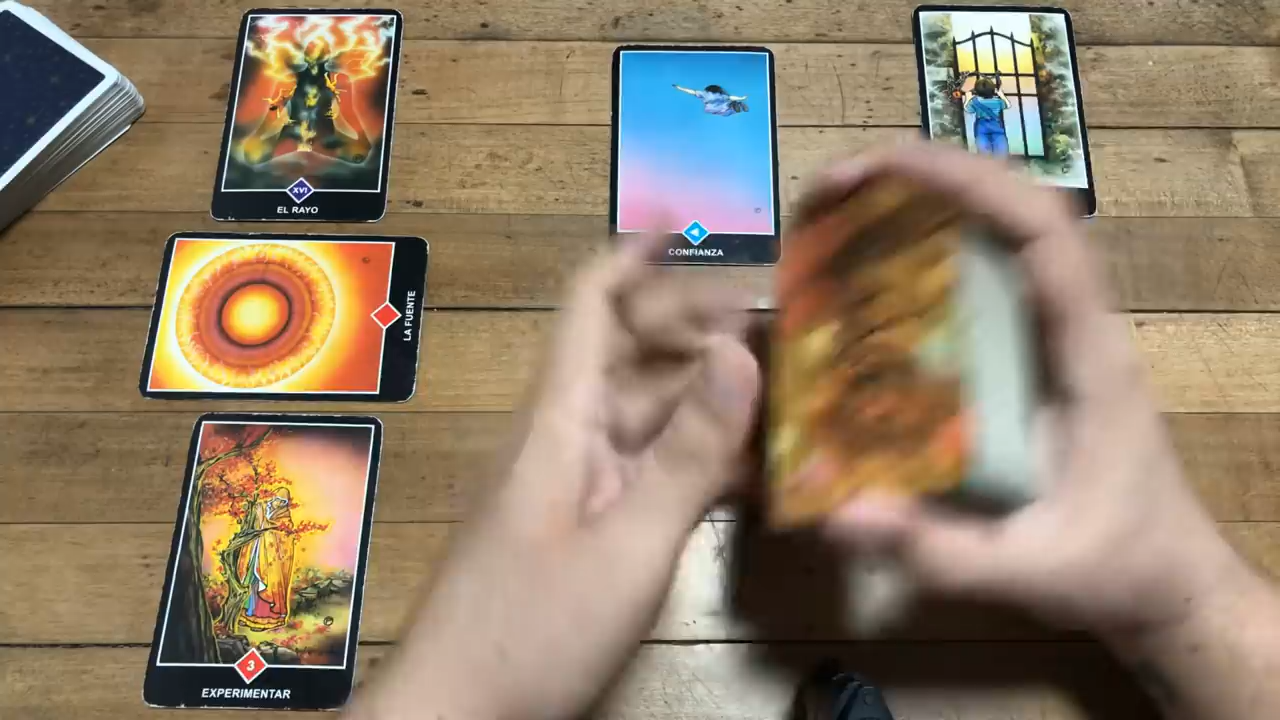 XVI
EL RAYO
CONFIANZA
LA FUENTE
3
EXPERIMENTAR